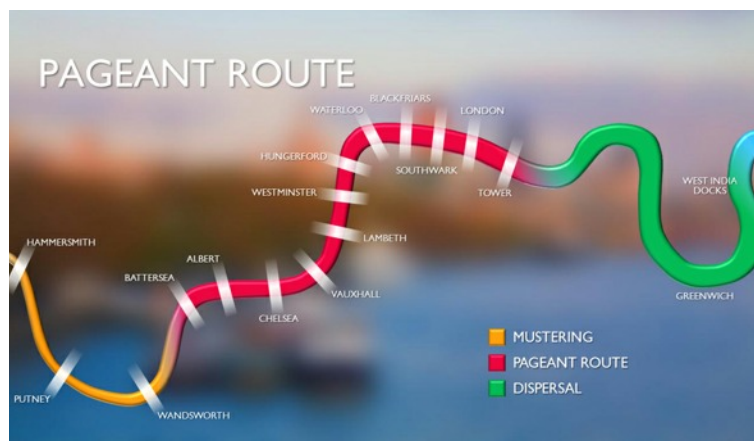 PAGEANT ROUTE
BLACKFRIARS
WATERLOO
LONDON
HUNGERFORD
SOUTHWARK
WESTMINSTER
TOWER
WEST INDIA
DOCKS
HAMMERSMITH
LAMBETH
ALBERT
BATTERSEA
VAUXHALL
CHELSEA
GREENWICH
MUSTERING
PAGEANT ROUTE
DISPERSAL
PUTNEY
WANDSWORTH